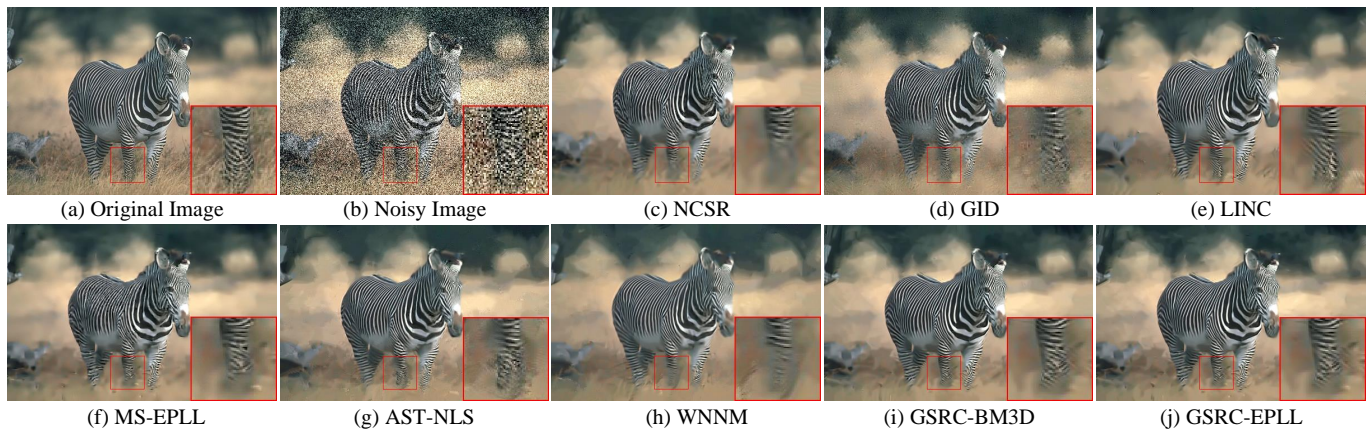 (a) Original Image (b) Noisy Image (c) NCSR (d) GID (e) LINC
(f) MS-EPLL (g) AST-NLS (h) WNNM (i) GSRC-BM3D (j) GSRC-EPLL